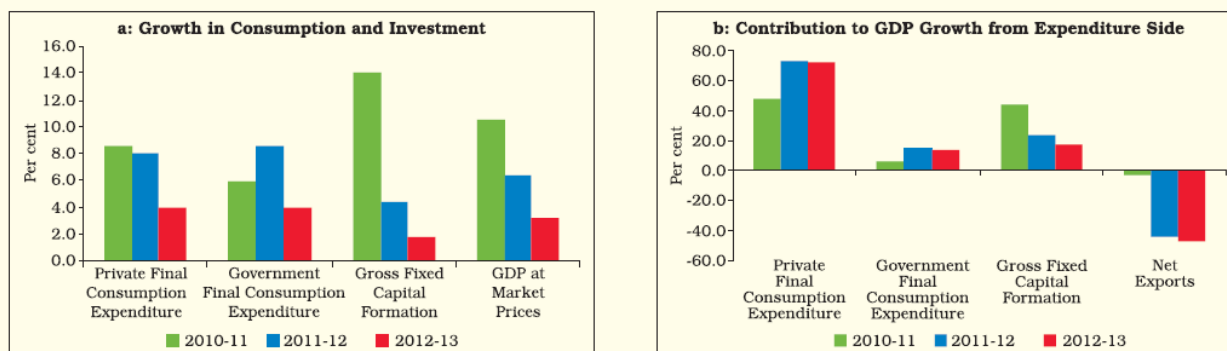 a: Growth in Consumption and Investment
16.0
14.0
12.0
10.0
8.0
6.0
4.0
2.0
0.0
Per cent
Private Final
Consumption
Expenditure
Government
Final Consumption
Expenditure
Gross Fixed
Capital
Formation
GDP at
Market
Prices
2010-11 2011-12 2012-13
b: Contribution to GDP Growth from Expenditure Side
80.0
60.0
40.0
20.0
0.0
-20.0
-40.0
-60.0
Per cent
Private
Final
Consumption
Expenditure
Government
Final
Consumption
Expenditure
Gross Fixed
Capital
Formation
Net
Exports
2010-11 2011-12 2012-13